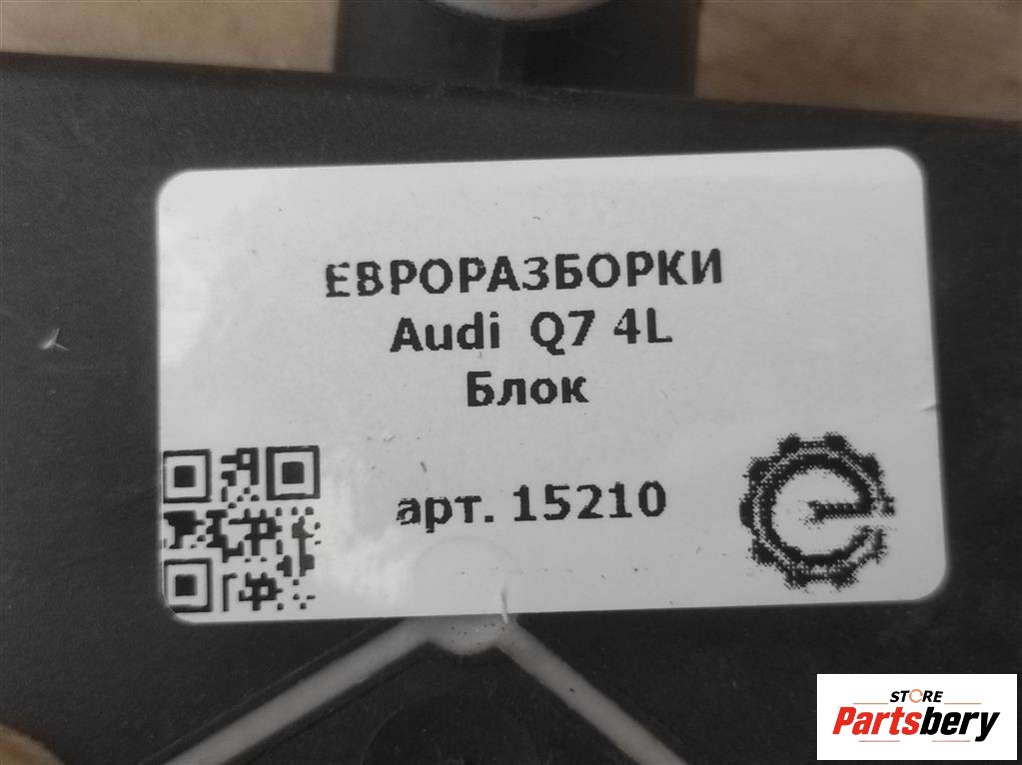 ЕВРОРАЗБОРКИ
Audi Q7 4L
Блок
арт. 15210
STORE
Partsbery